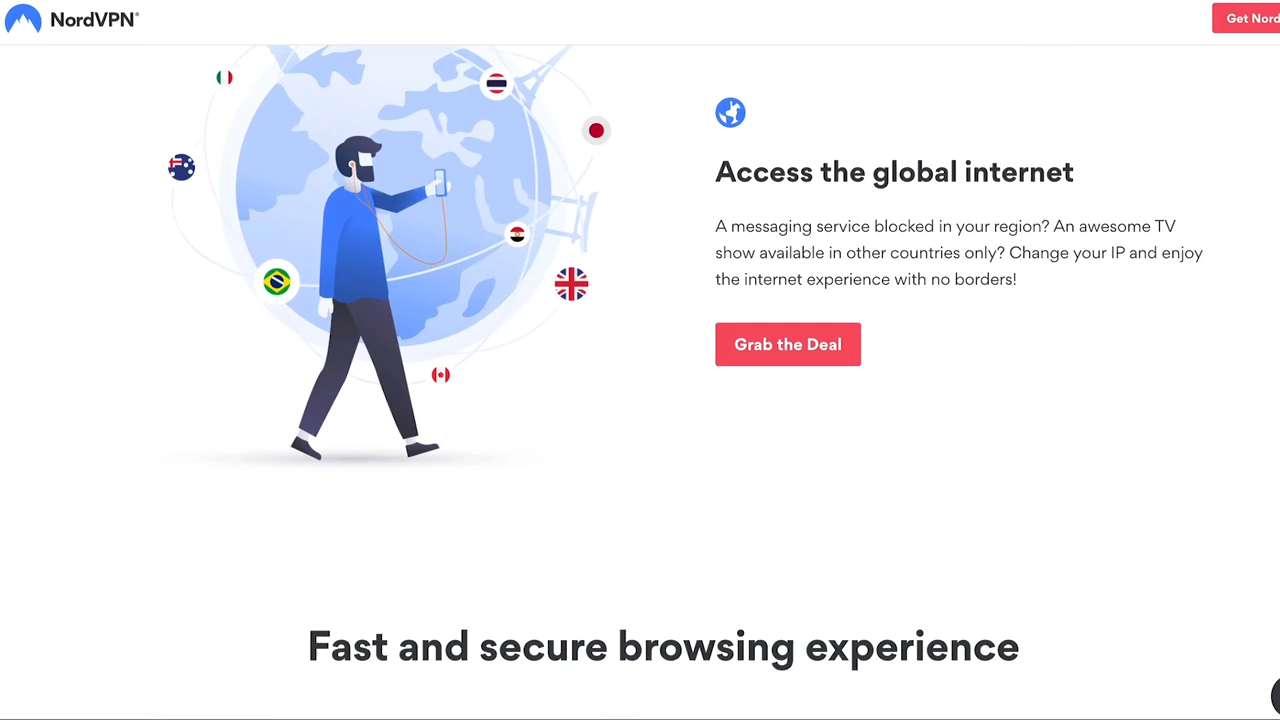 NordVPN®
Get Nord
Access the global internet
A messaging service blocked in your region? An awesome TV
show available in other countries only? Change your IP and enjoy
the internet experience with no borders!
Grab the Deal
Fast and secure browsing experience